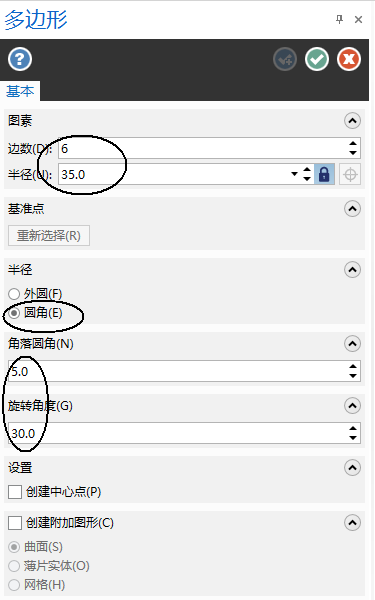 多边形
基本
图素
边数(D): 6
半径(U): 35.0
基准点
重新选择(R)
半径
外圆(F)
圆角(E)
角落圆角(N)
5.0
旋转角度(G)
30.0
设置
创建中心点(P)
创建附加图形(C)
曲面(S)
薄片实体(O)
网格(H)